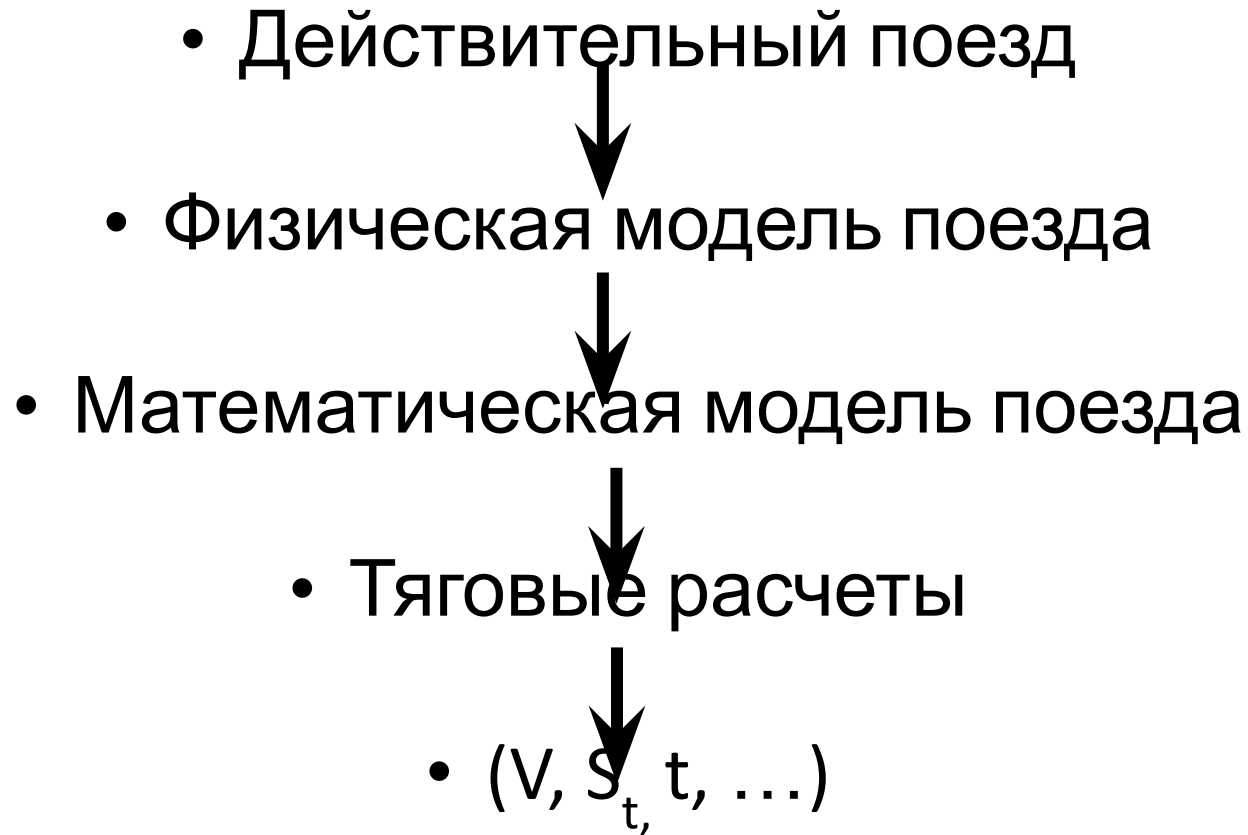 • Действительный поезд
• Физическая модель поезда
• Математическая модель поезда
• Тяговые расчеты
• (V, St, t, …)